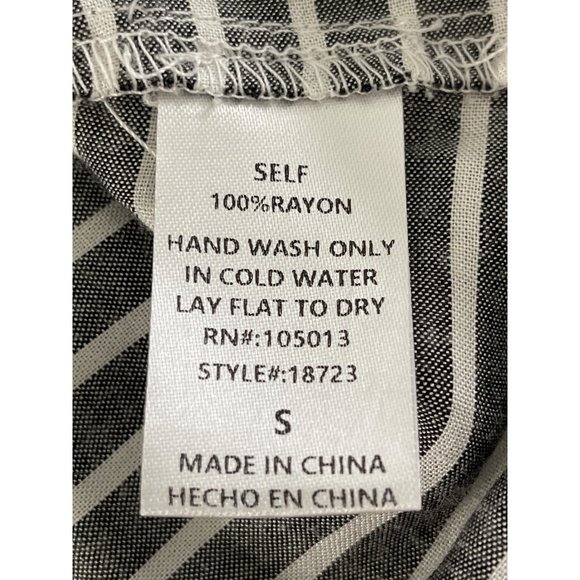 SELF
100%RAYON
HAND WASH ONLY
IN COLD WATER
LAY FLAT TO DRY
RN#:105013
STYLE#:18723
S
MADE IN CHINA
HECHO EN CHINA